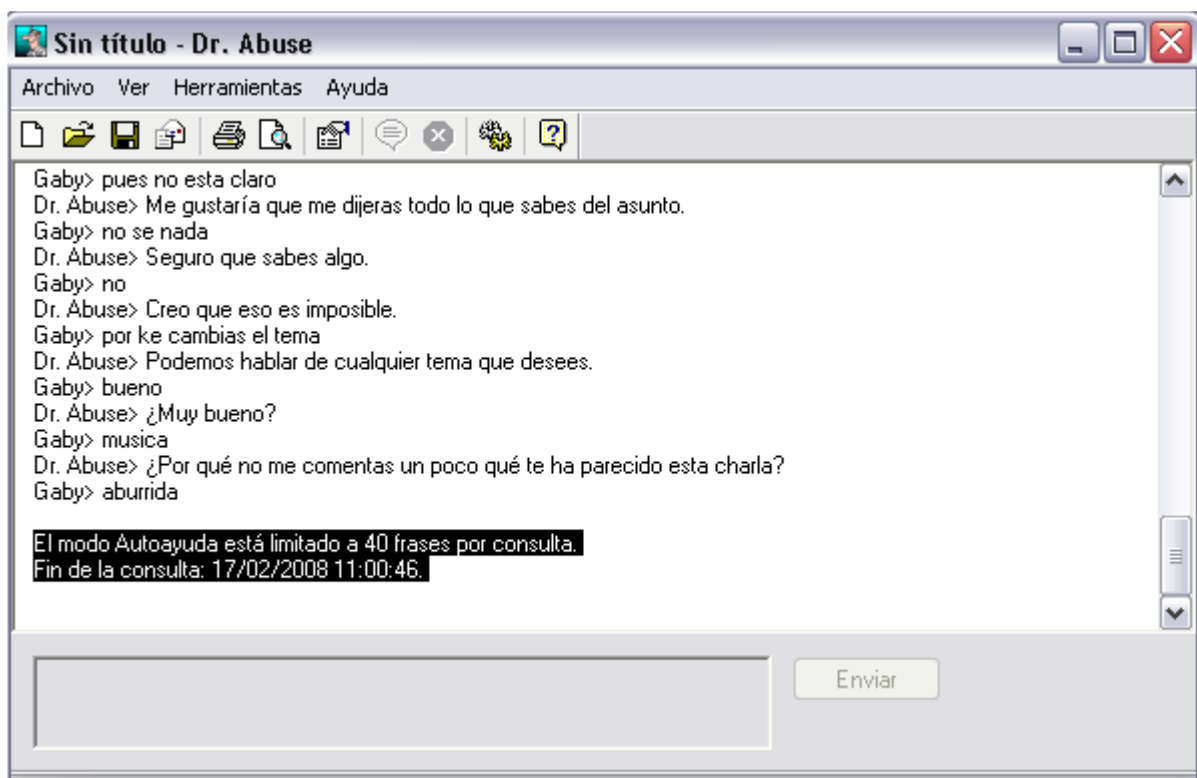 Sin título - Dr. Abuse
Archivo Ver Herramientas Ayuda
Gaby> pues no esta claro
Dr. Abuse> Me gustaría que me dijeras todo lo que sabes del asunto.
Gaby> no se nada
Dr. Abuse> Seguro que sabes algo.
Gaby> no
Dr. Abuse> Creo que eso es imposible.
Gaby> por ke cambias el tema
Dr. Abuse> Podemos hablar de cualquier tema que desees.
Gaby> bueno
Dr. Abuse> ¿Muy bueno?
Gaby> musica
Dr. Abuse> ¿Por qué no me comentas un poco qué te ha parecido esta charla?
Gaby> aburrida
El modo Autoayuda está limitado a 40 frases por consulta.
Fin de la consulta: 17/02/2008 11:00:46.
Enviar